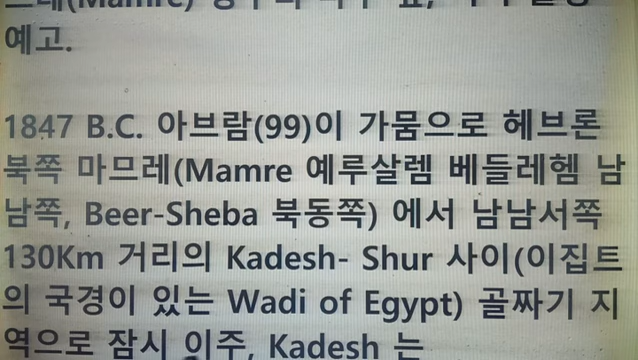 므레(Mamre)
예고.
1847 B.C. 아브람(99)이 가뭄으로 헤브론
북쪽 마므레(Mamre 예루살렘 베들레헴 남
남쪽, Beer-Sheba 북동쪽) 에서 남남서쪽
130Km 거리의 Kadesh- Shur 사이(이집트
의 국경이 있는 Wadi of Egypt) 골짜기 지
역으로 잠시 이주, Kadesh 는